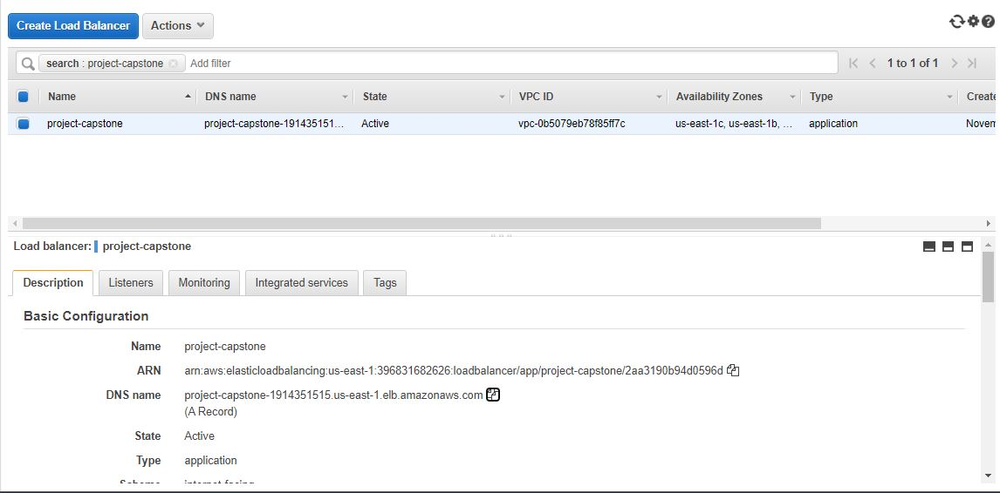 Create Load Balancer Actions
search : project-capstone Add filter 1 to 1 of 1
Name DNS name State VPC ID Availability Zones Type Create
project-capstone project-capstone-191435151... Active vpc-0b5079eb78f85ff7c us-east-1c, us-east-1b, ... application Novem
Load balancer: project-capstone
Description Listeners Monitoring Integrated services Tags
Basic Configuration
Name project-capstone
ARN arn:aws:elasticloadbalancing:us-east-1:396831682626:loadbalancer/app/project-capstone/2aa3190b94d0596d
DNS name project-capstone-1914351515.us-east-1.elb.amazonaws.com
(A Record)
State Active
Type application
Scheme internet-facing